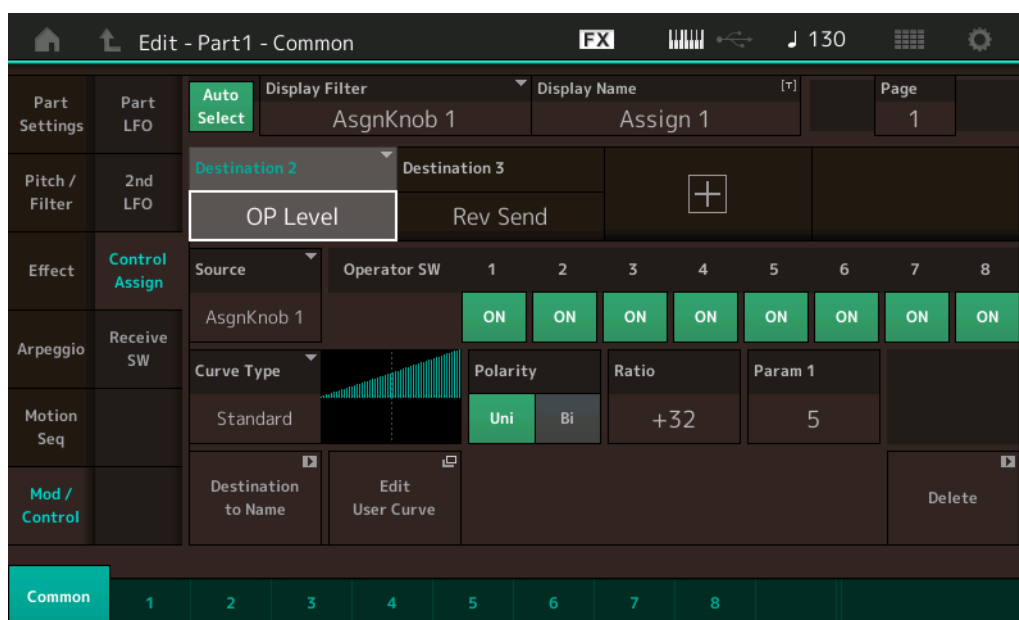 Edit - Part1 - Common FX 130
Part Settings
Part LFO
Auto Select
Display Filter
AsgnKnob 1
Display Name [T]
Assign 1
Page
1
Pitch / Filter
2nd LFO
Destination 2
OP Level
Destination 3
Rev Send
Effect
Control Assign
Source
AsgnKnob 1
Operator SW 1 2 3 4 5 6 7 8
ON ON ON ON ON ON ON ON
Arpeggio
Receive SW
Curve Type
Standard
Polarity
Uni Bi
Ratio
+32
Param 1
5
Motion Seq
Mod / Control
Destination to Name
Edit User Curve
Delete
Common 1 2 3 4 5 6 7 8